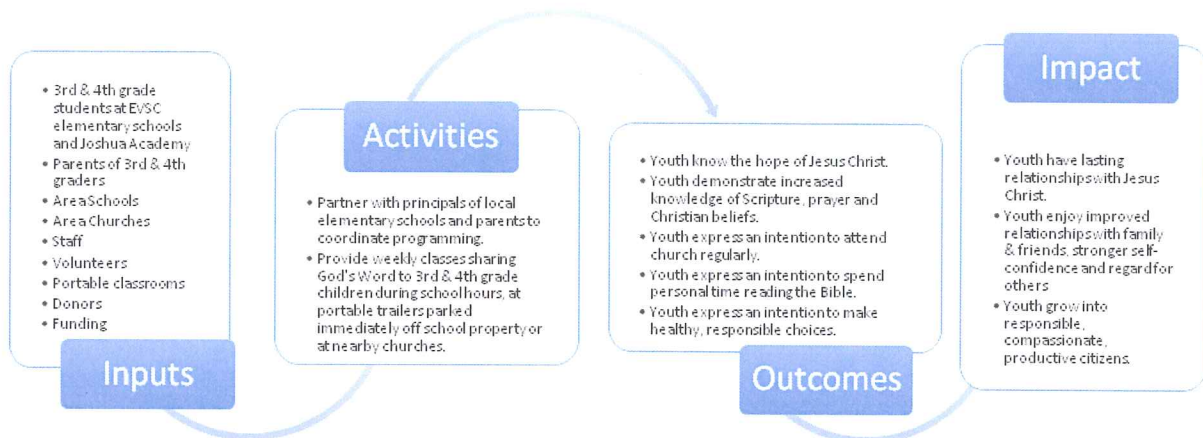 • 3rd & 4th grade
students at EVSC
elementary schools
and Joshua Academy
• Parents of 3rd & 4th
graders
• Area Schools
• Area Churches
• Staff
• Volunteers
• Portable classrooms
• Donors
• Funding
Inputs
Activities
• Partner with principals of local
elementary schools and parents to
coordinate programming.
• Provide weekly classes sharing
God's Word to 3rd & 4th grade
children during school hours, at
portable trailers parked
immediately off school property or
at nearby churches.
• Youth know the hope of Jesus Christ.
• Youth demonstrate increased
knowledge of Scripture, prayer and
Christian beliefs.
• Youth express an intention to attend
church regularly.
• Youth express an intention to spend
personal time reading the Bible.
• Youth express an intention to make
healthy, responsible choices.
Outcomes
Impact
• Youth have lasting
relationships with Jesus
Christ.
• Youth enjoy improved
relationships with family
& friends, stronger self-
confidence and regard for
others
• Youth grow into
responsible,
compassionate,
productive citizens.